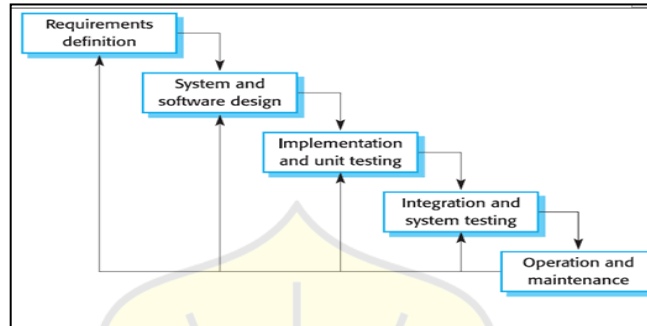 Requirements
definition
System and
software design
Implementation
and unit testing
Integration and
system testing
Operation and
maintenance